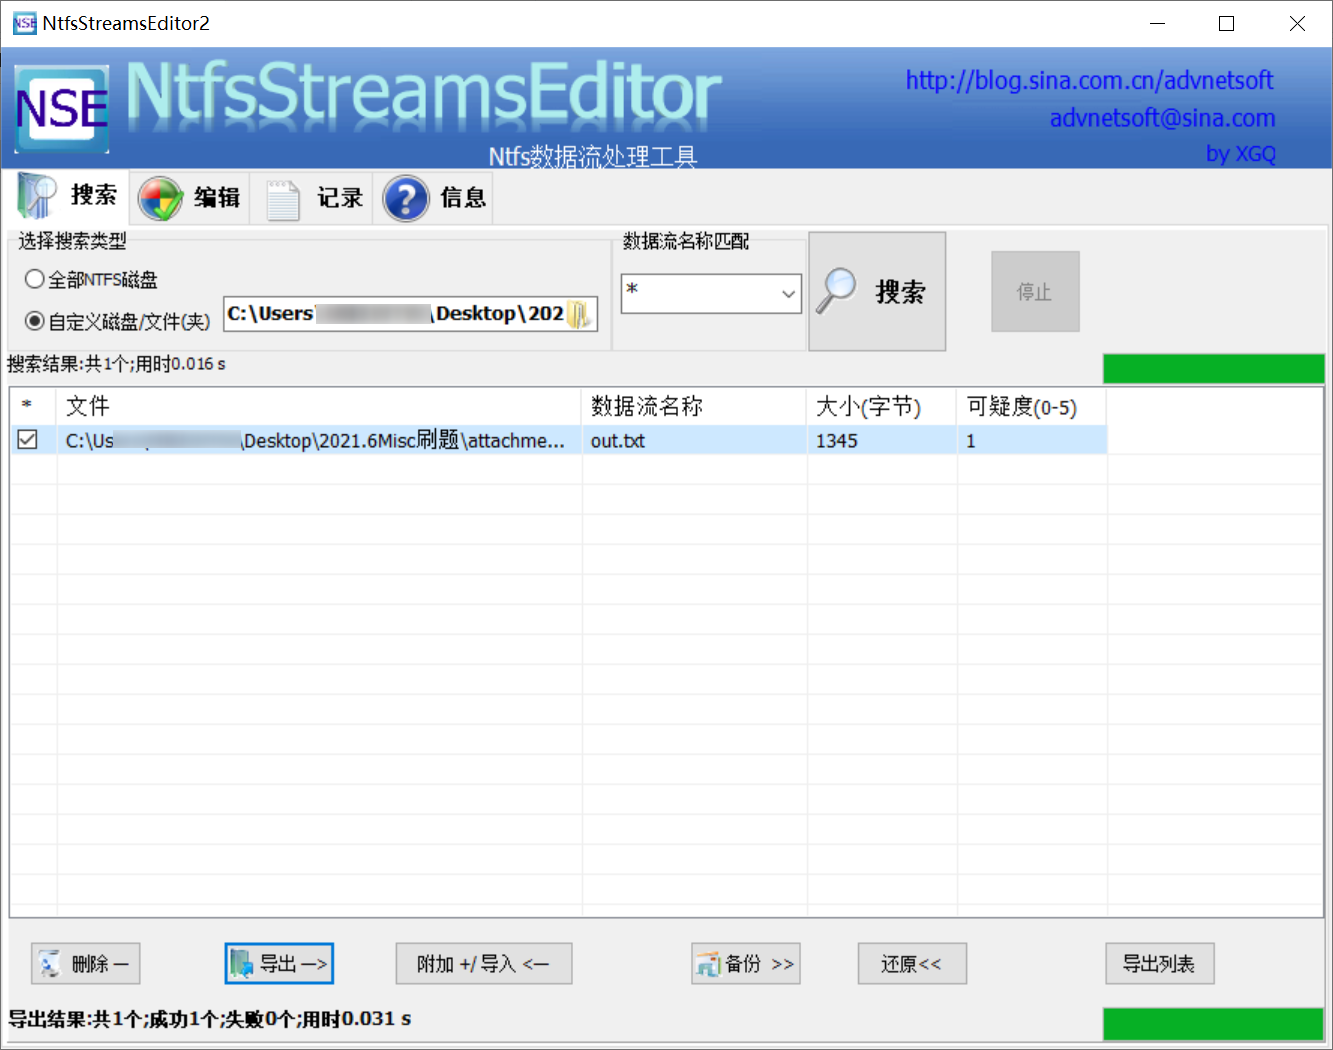 NSE NtfsStreamsEditor2
NSE NtfsStreamsEditor
http://blog.sina.com.cn/advnetsoft
advnetsoft@sina.com
Ntfs数据流处理工具
by XGQ
搜索 编辑 记录 信息
选择搜索类型 数据流名称匹配
全部NTFS磁盘
自定义磁盘/文件(夹) C:\Users \Desktop\202
*
搜索
停止
搜索结果:共1个;用时0.016 s
* 文件 数据流名称 大小(字节) 可疑度(0-5)
C:\Us \Desktop\2021.6Misc刷题\attachme... out.txt 1345 1
删除 — 导出 —> 附加 +/ 导入 <— 备份 >> 还原<< 导出列表
导出结果:共1个;成功1个;失败0个;用时0.031 s